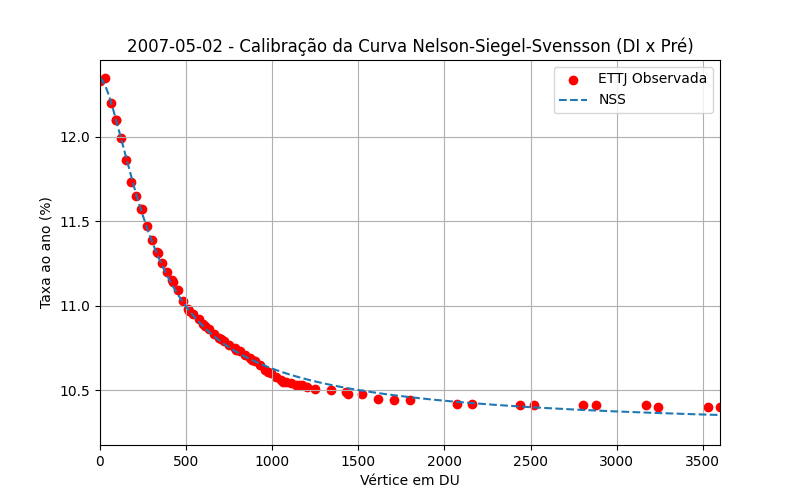 2007-05-02 - Calibração da Curva Nelson-Siegel-Svensson (DI x Pré)
ETTJ Observada
NSS
Taxa ao ano (%)
12.0
11.5
11.0
10.5
0 500 1000 1500 2000 2500 3000 3500
Vértice em DU